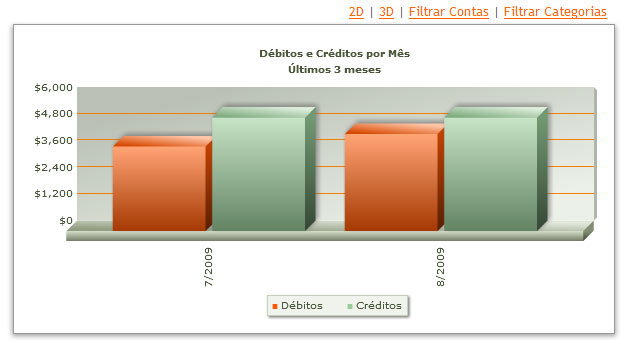 2D | 3D | Filtrar Contas | Filtrar Categorias
Débitos e Créditos por Mês
Últimos 3 meses
$6,000
$4,800
$3,600
$2,400
$1,200
$0
7/2009
8/2009
Débitos
Créditos